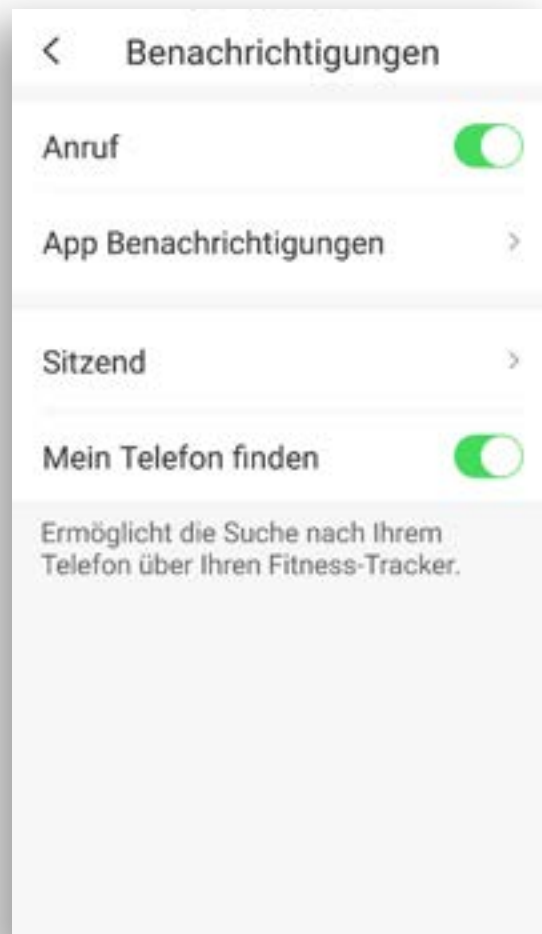 Benachrichtigungen
Anruf
App Benachrichtigungen
Sitzend
Mein Telefon finden
Ermöglicht die Suche nach Ihrem
Telefon über Ihren Fitness-Tracker.